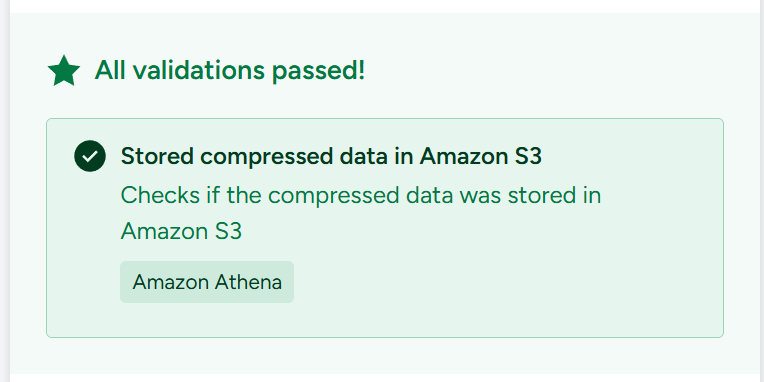 All validations passed!
Stored compressed data in Amazon S3
Checks if the compressed data was stored in
Amazon S3
Amazon Athena